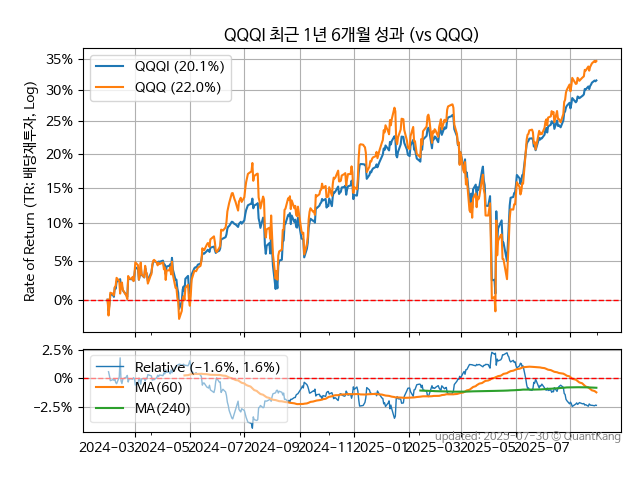 QQQI 최근 1년 6개월 성과 (vs QQQ)
Rate of Return (TR: 배당재투자, Log)
35%
30%
25%
20%
15%
10%
5%
0%
QQQI (20.1%)
QQQ (22.0%)
2.5%
0%
−2.5%
Relative (−1.6%, 1.6%)
MA(60)
MA(240)
2024-03
2024-05
2024-07
2024-09
2024-11
2025-01
2025-03
2025-05
2025-07
updated: 2025-07-30 © QuantKang